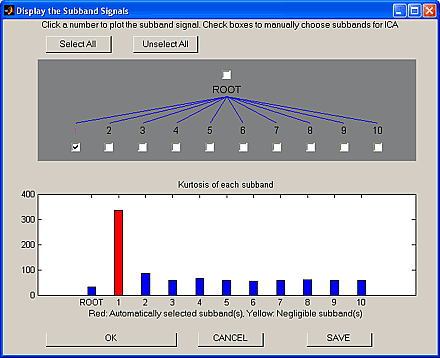 Display the Subband Signals
Click a number to plot the subband signal. Check boxes to manually choose subbands for ICA
Select All Unselect All
ROOT
2 3 4 5 6 7 8 9 10
Kurtosis of each subband
400
300
200
100
0
ROOT 1 2 3 4 5 6 7 8 9 10
Red: Automatically selected subband(s), Yellow: Negligible subband(s)
OK CANCEL SAVE